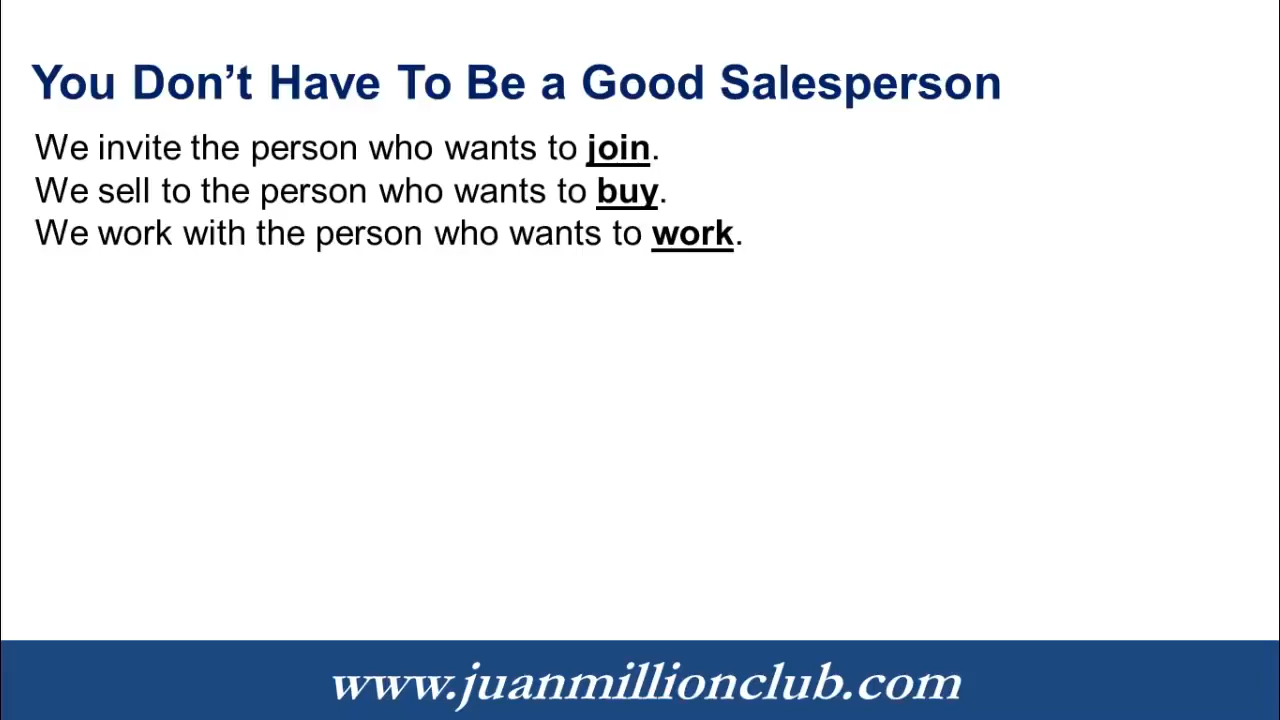 You Don’t Have To Be a Good Salesperson
We invite the person who wants to join.
We sell to the person who wants to buy.
We work with the person who wants to work.
www.juanmillionclub.com